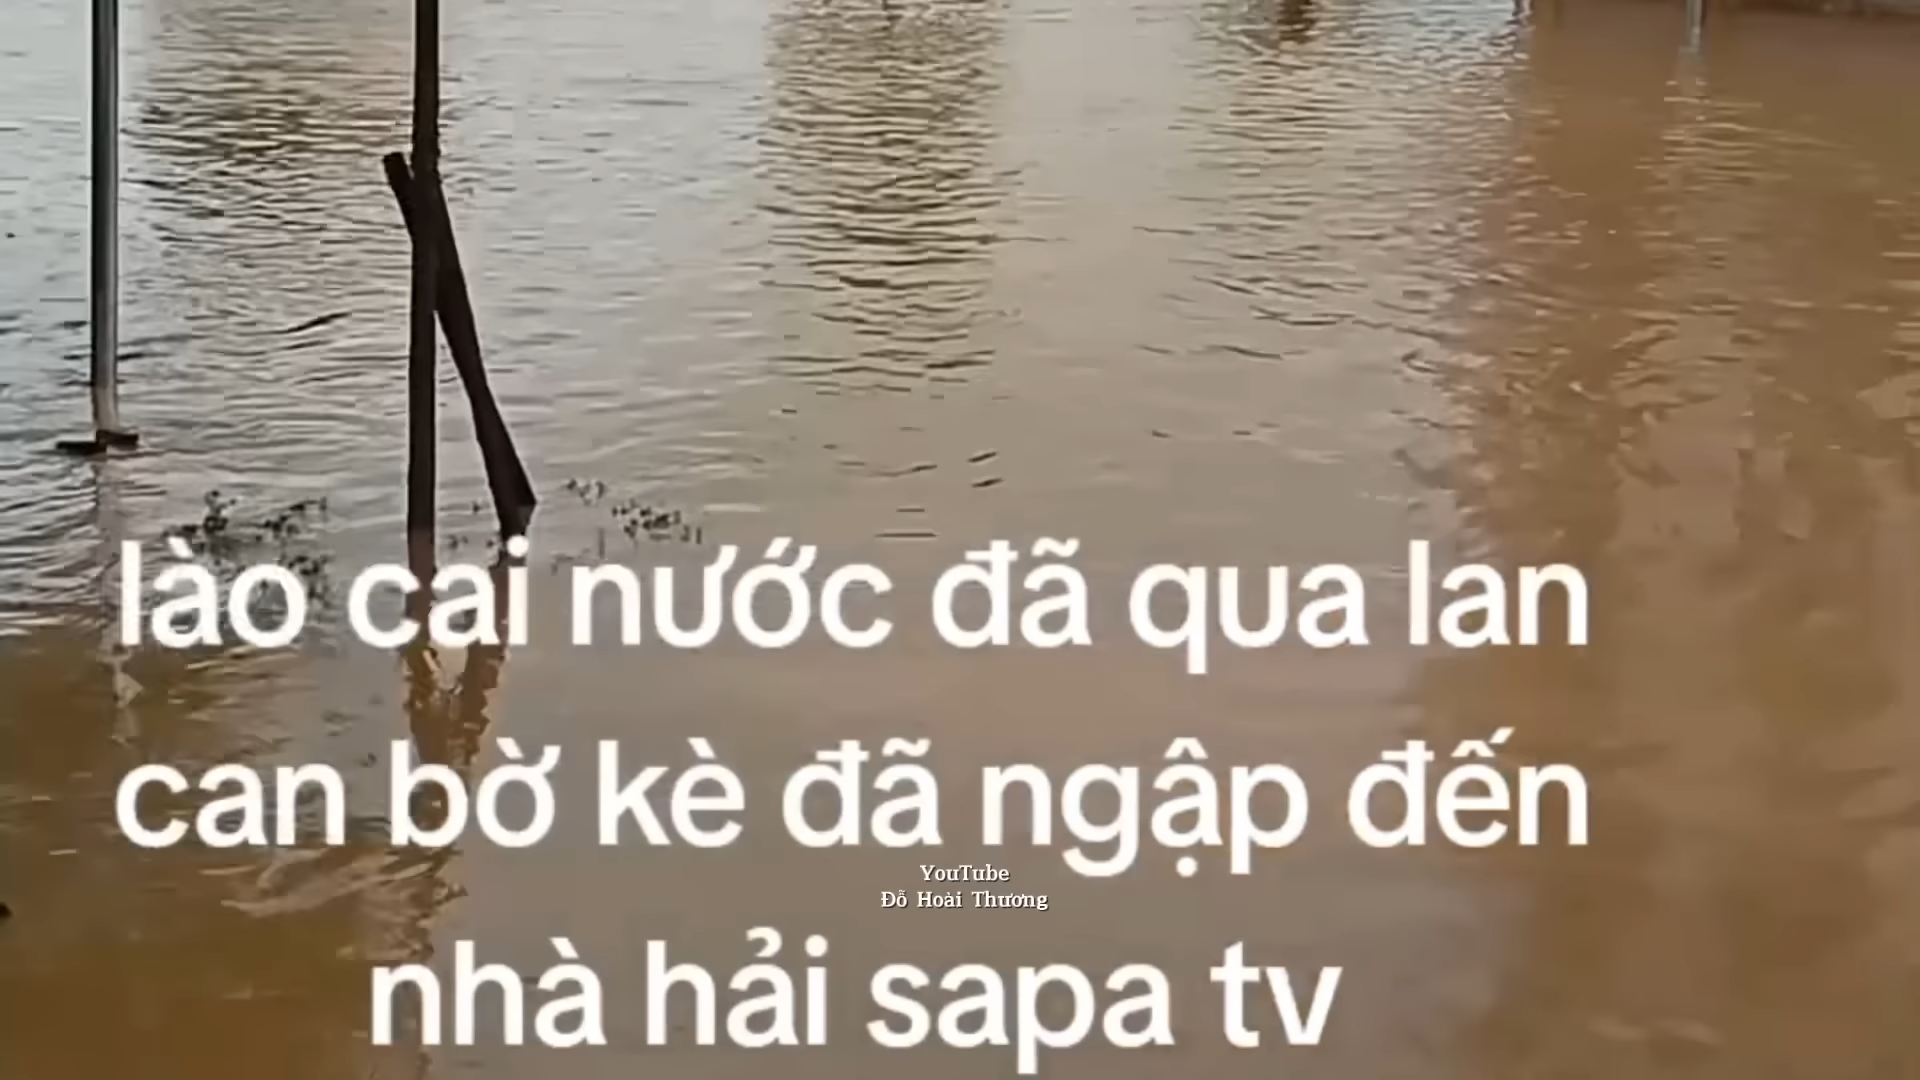 lào cai nước đã qua lan
can bờ kè đã ngập đến
YouTube
Đỗ Hoài Thương
nhà hải sapa tv